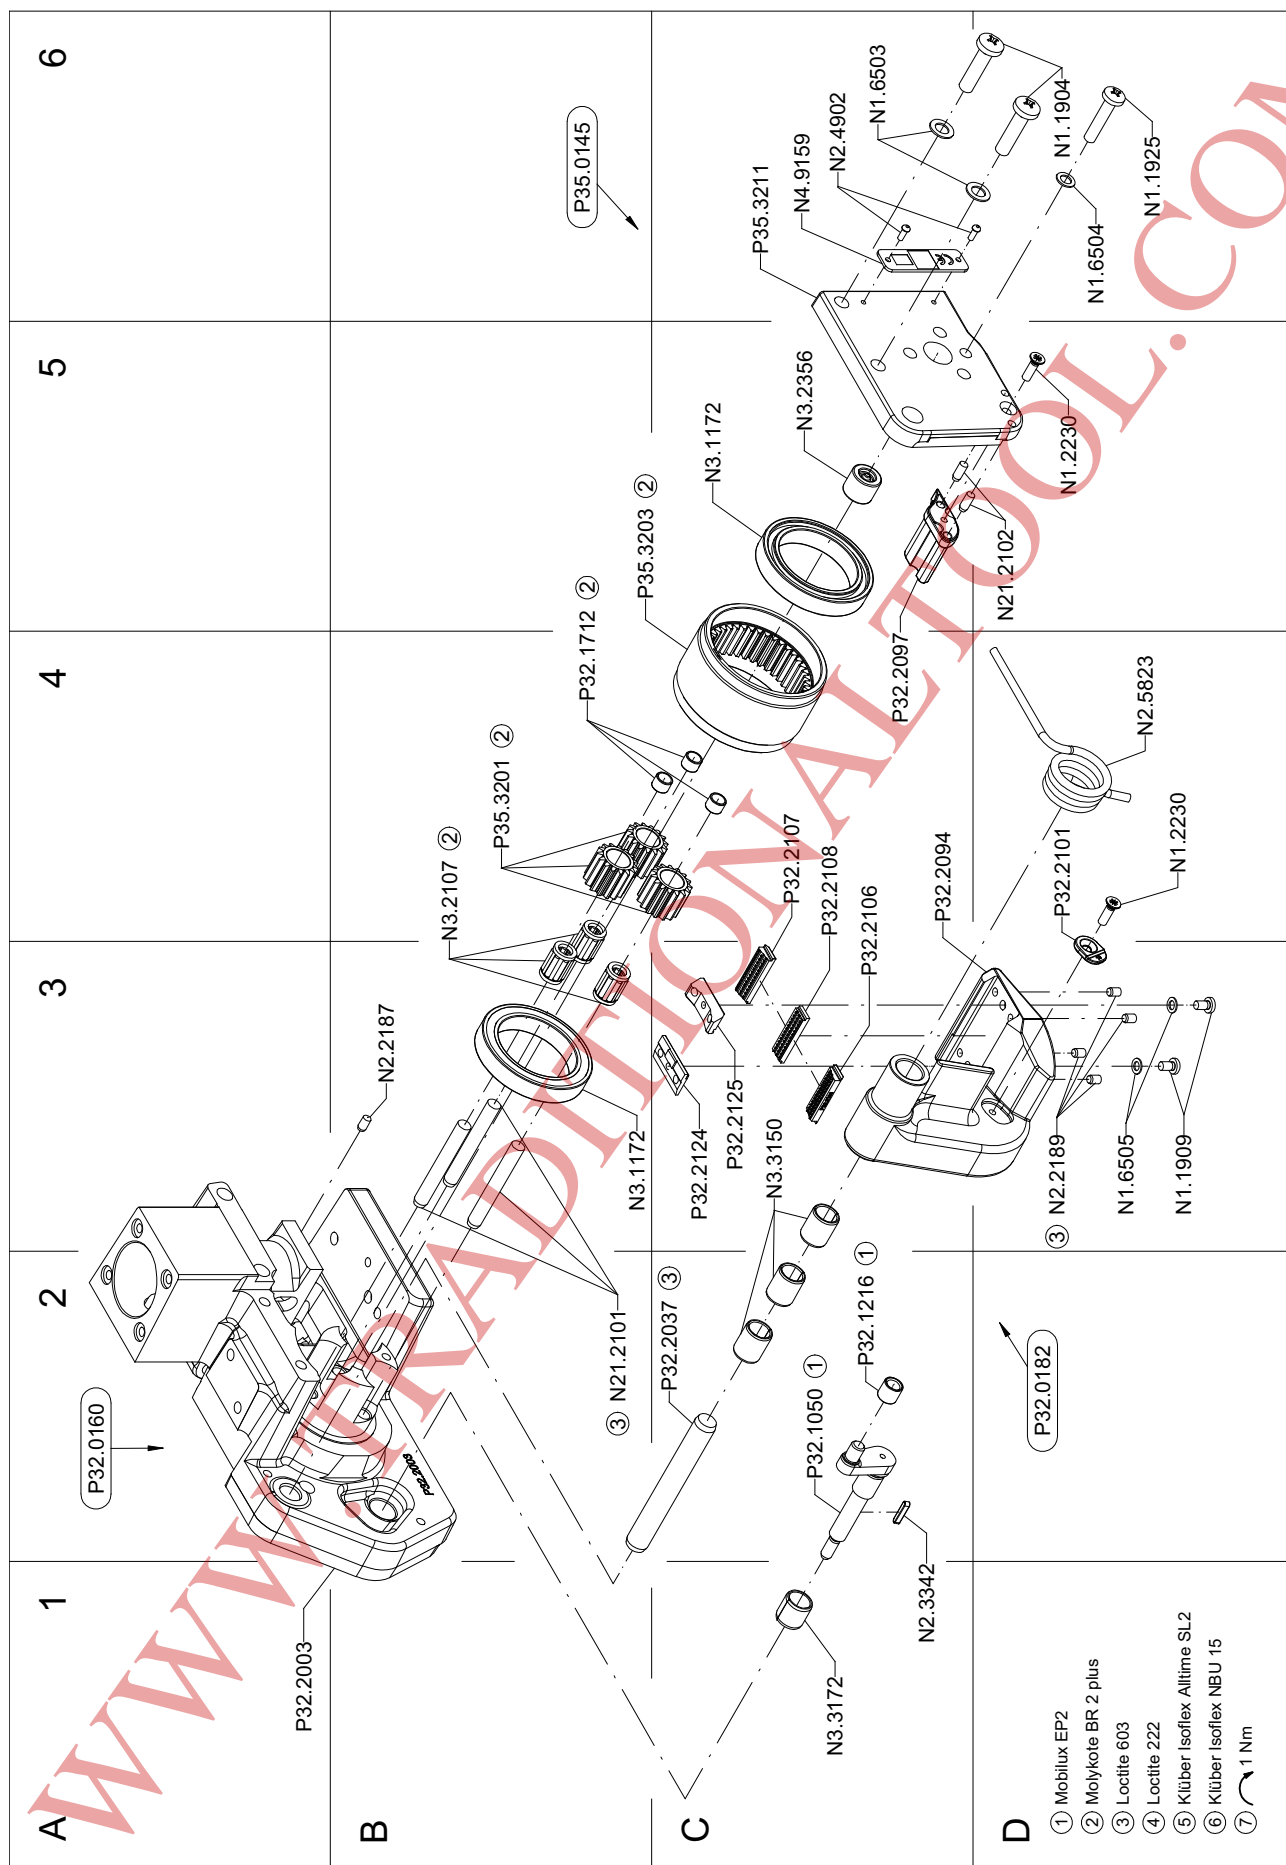 A
B
C
D
1
2
3
4
5
6
P32.0160
P32.2003
N2.2187
③ N21.2101
N3.1172
N3.2107 ②
P35.3201 ②
P32.1712 ②
P35.3203 ②
N3.1172
N3.2356
P35.0145
P35.3211
N4.9159
N2.4902
N1.6503
N1.1904
N1.1925
N1.6504
N1.2230
N21.2102
P32.2097
N2.5823
P32.2124
P32.2125
P32.2107
P32.2108
P32.2106
P32.2094
P32.2101
N1.2230
③ N2.2189
N1.6505
N1.1909
P32.2037 ③
N3.3150
P32.1050 ①
P32.1216 ①
N2.3342
N3.3172
P32.0182
P32.2003
① Mobilux EP2
② Molykote BR 2 plus
③ Loctite 603
④ Loctite 222
⑤ Klüber Isoflex Alltime SL2
⑥ Klüber Isoflex NBU 15
⑦ 1 Nm
WWW.TRADITIONALTOOL.COM